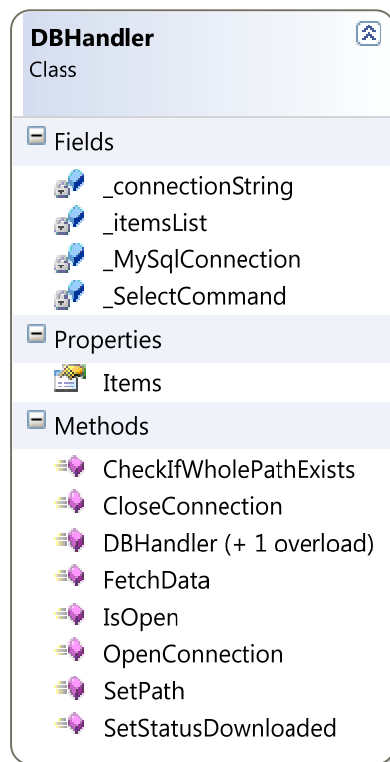 DBHandler
Class
Fields
_connectionString
_itemsList
_MySqlConnection
_SelectCommand
Properties
Items
Methods
CheckIfWholePathExists
CloseConnection
DBHandler (+ 1 overload)
FetchData
IsOpen
OpenConnection
SetPath
SetStatusDownloaded